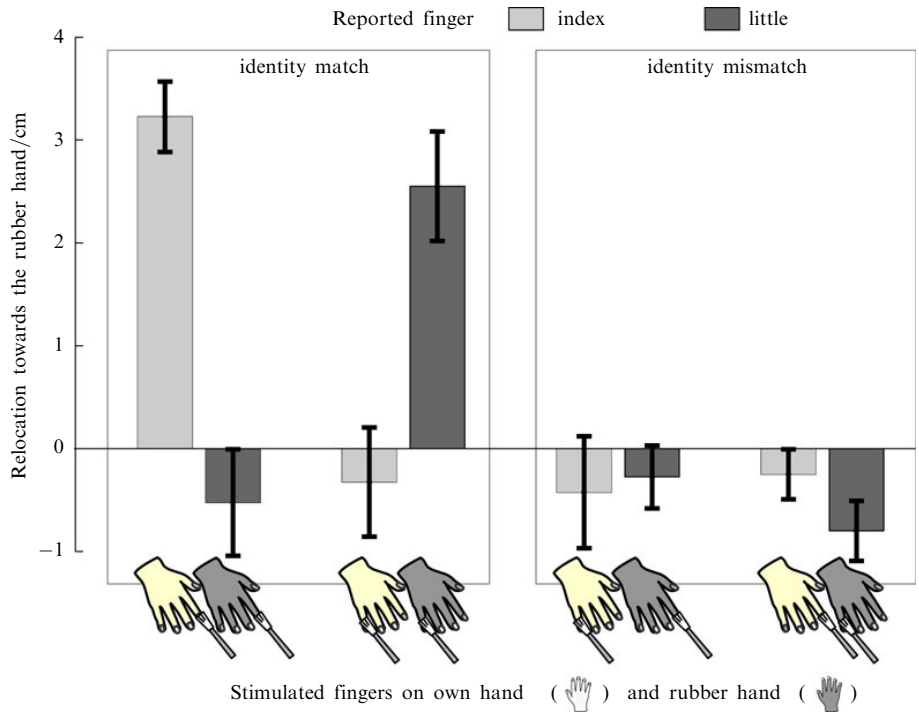 Reported finger index little
identity match identity mismatch
4
3
2
1
0
−1
Relocation towards the rubber hand/cm
Stimulated fingers on own hand ( ) and rubber hand ( )